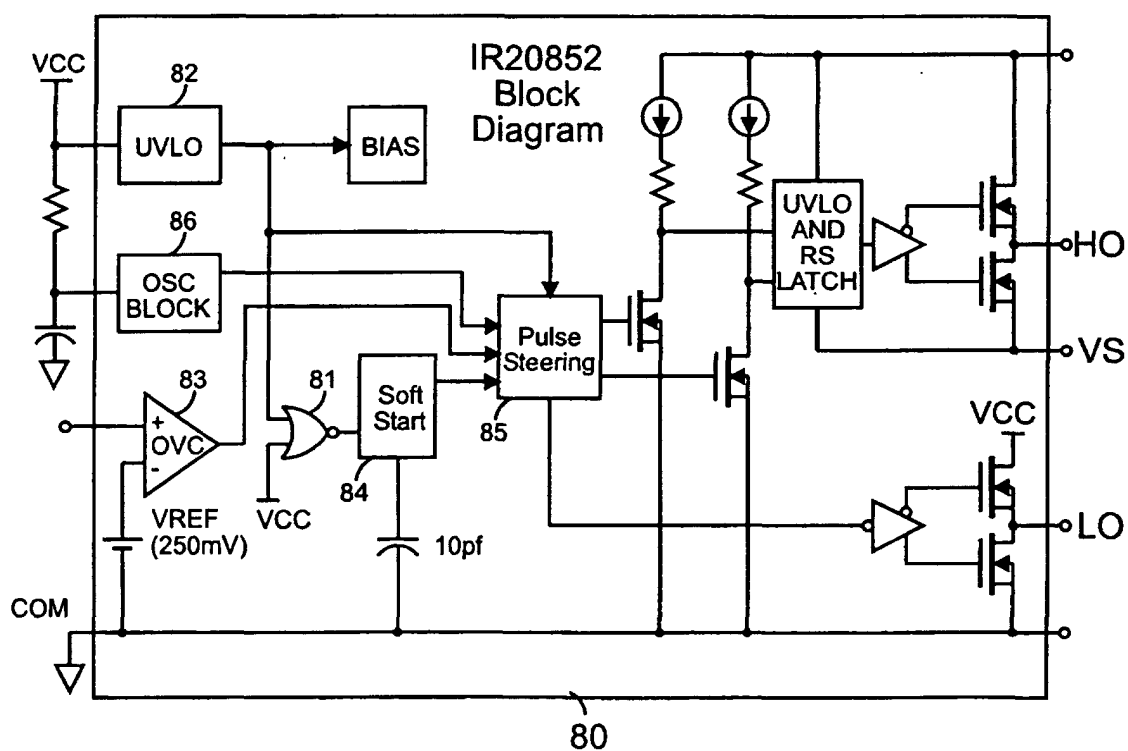 IR20852
Block
Diagram
VCC
82
UVLO
BIAS
86
OSC
BLOCK
UVLO
AND
RS
LATCH
HO
VS
Pulse
Steering
85
83
+
OVC
-
81
Soft
Start
84
VCC
VCC
VREF
(250mV)
10pf
LO
COM
80